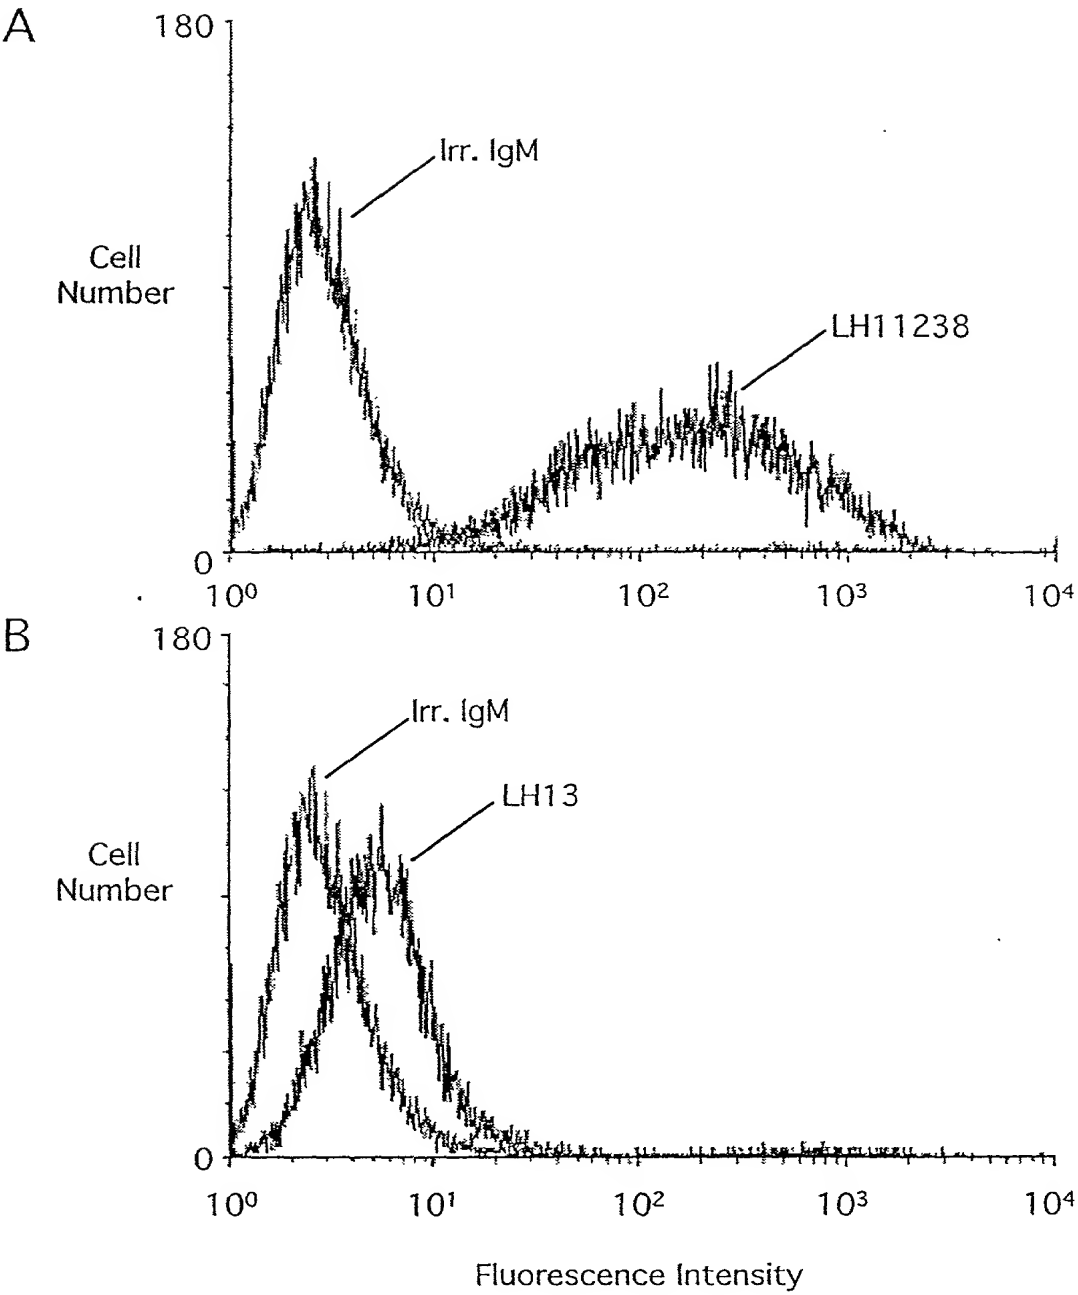 A
180
Irr. IgM
Cell
Number
LH11238
0
10⁰ 10¹ 10² 10³ 10⁴
B
180
Irr. IgM
LH13
Cell
Number
0
10⁰ 10¹ 10² 10³ 10⁴
Fluorescence Intensity